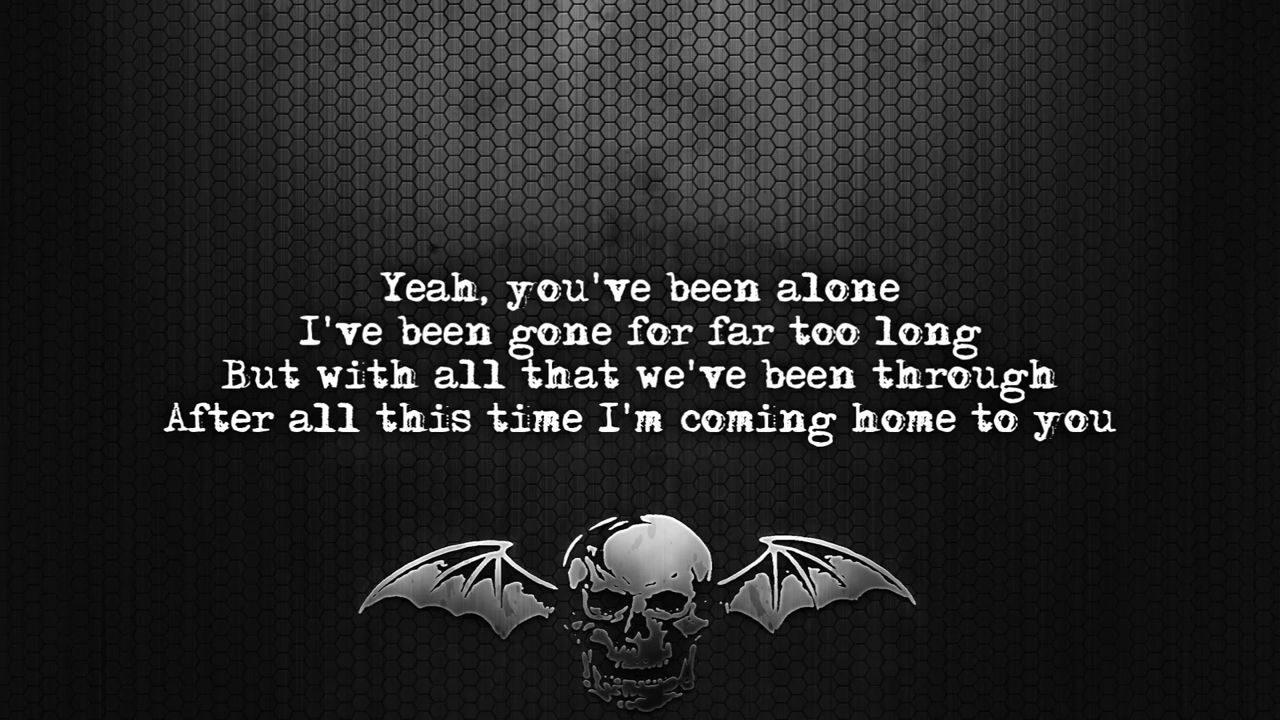 Yeah, you've been alone
I've been gone for far too long
But with all that we've been through
After all this time I'm coming home to you